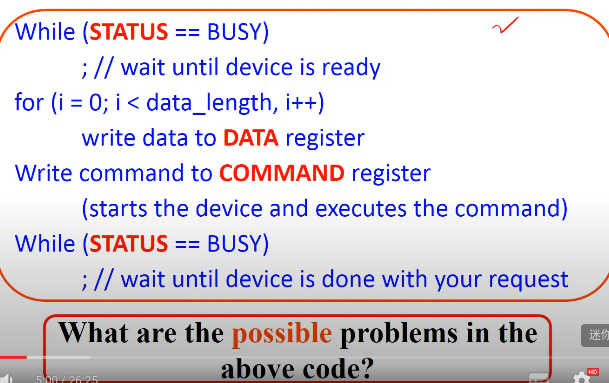 While (STATUS == BUSY)
; // wait until device is ready
for (i = 0; i < data_length, i++)
write data to DATA register
Write command to COMMAND register
(starts the device and executes the command)
While (STATUS == BUSY)
; // wait until device is done with your request
What are the possible problems in the
above code?
迷你
5:00 / 26:25
HD